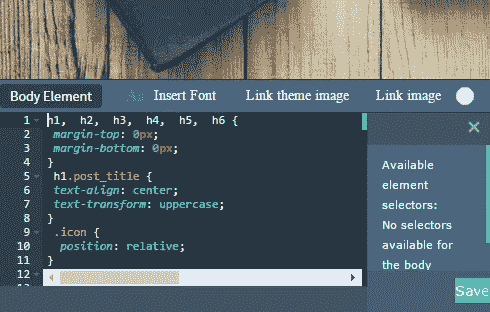 Body Element
Aa Insert Font
Link theme image
Link image
1 h1, h2, h3, h4, h5, h6 {
2 margin-top: 0px;
3 margin-bottom: 0px;
4 }
5 h1.post_title {
6 text-align: center;
7 text-transform: uppercase;
8 }
9 .icon {
10 position: relative;
11 }
12
×
Available
element
selectors:
No selectors
available for
the body
Save